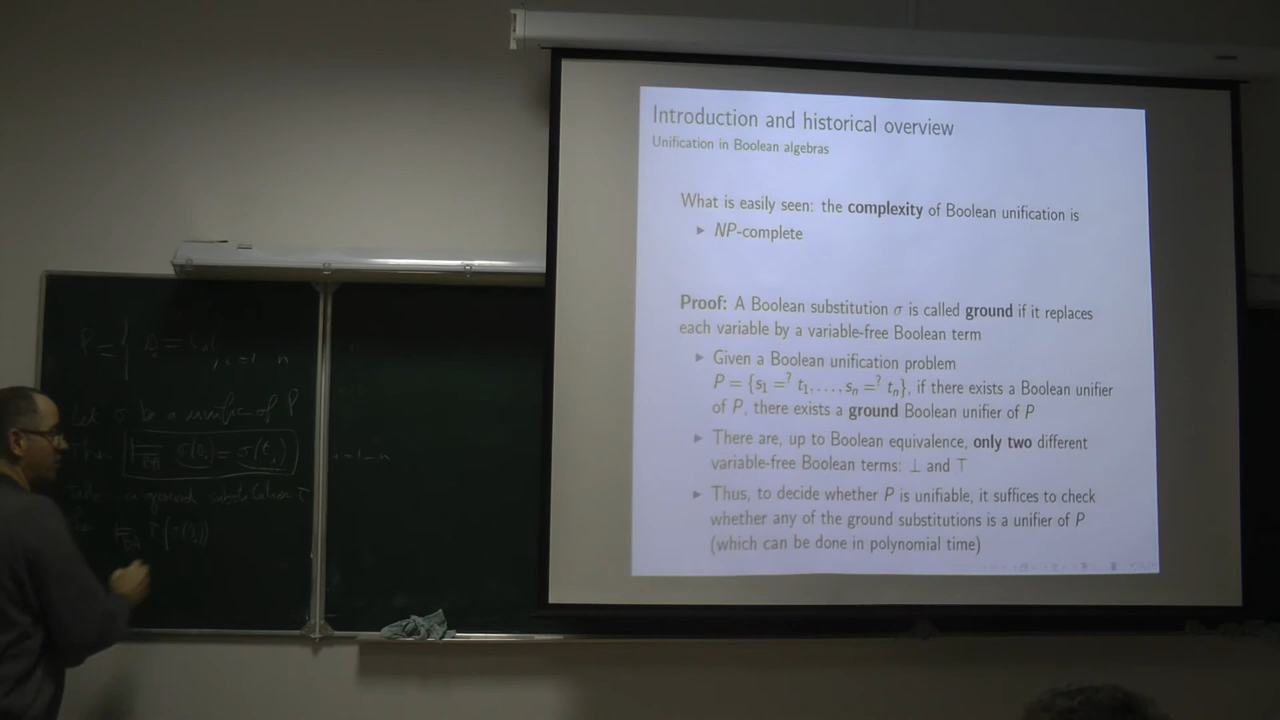 Introduction and historical overview
Unification in Boolean algebras
What is easily seen: the complexity of Boolean unification is
▶ NP-complete
Proof: A Boolean substitution σ is called ground if it replaces
each variable by a variable-free Boolean term
▶ Given a Boolean unification problem
P = {s₁ =? t₁, . . . , sₙ =? tₙ}, if there exists a Boolean unifier
of P, there exists a ground Boolean unifier of P
▶ There are, up to Boolean equivalence, only two different
variable-free Boolean terms: ⊥ and ⊤
▶ Thus, to decide whether P is unifiable, it suffices to check
whether any of the ground substitutions is a unifier of P
(which can be done in polynomial time)
Let σ be a unifier of P
a ground substitution τ